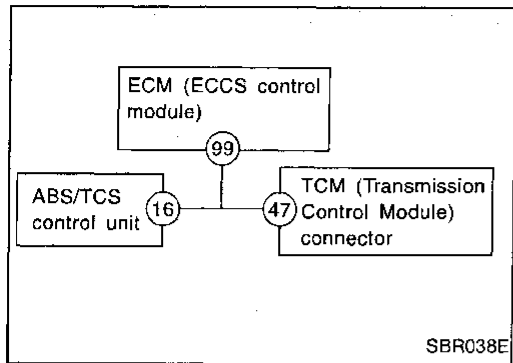 ECM (ECCS control
module)
99
ABS/TCS
control unit
16
47
TCM (Transmission
Control Module)
connector
SBR038E